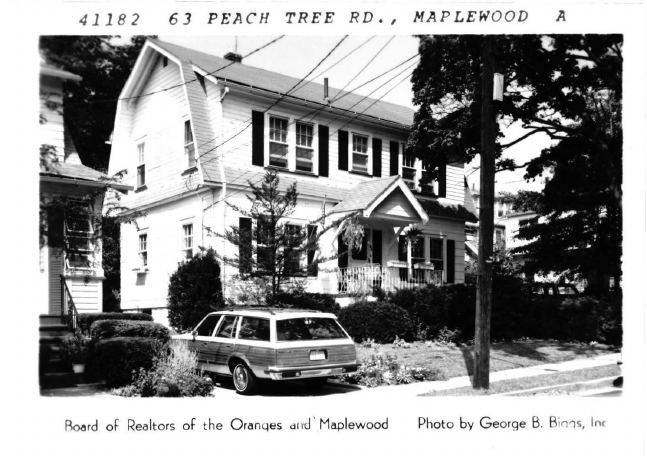 41182 63 PEACH TREE RD., MAPLEWOOD A
Board of Realtors of the Oranges and Maplewood Photo by George B. Biggs, Inc